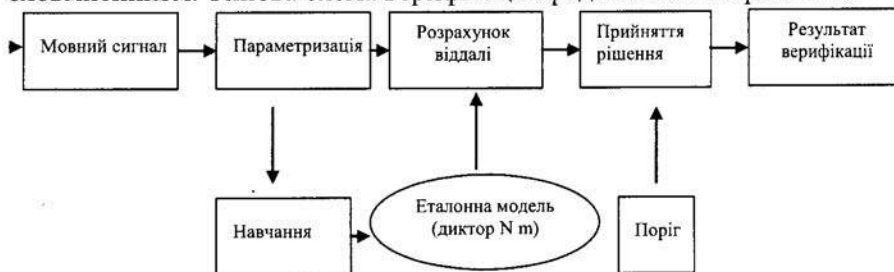 Мовний сигнал
Параметризація
Розрахунок
віддалі
Прийняття
рішення
Результат
верифікації
Навчання
Еталонна модель
(диктор N m)
Поріг